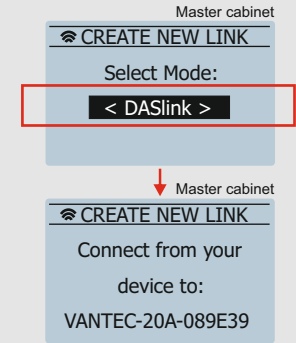 Master cabinet
CREATE NEW LINK
Select Mode:
< DASlink >
Master cabinet
CREATE NEW LINK
Connect from your
device to:
VANTEC-20A-089E39